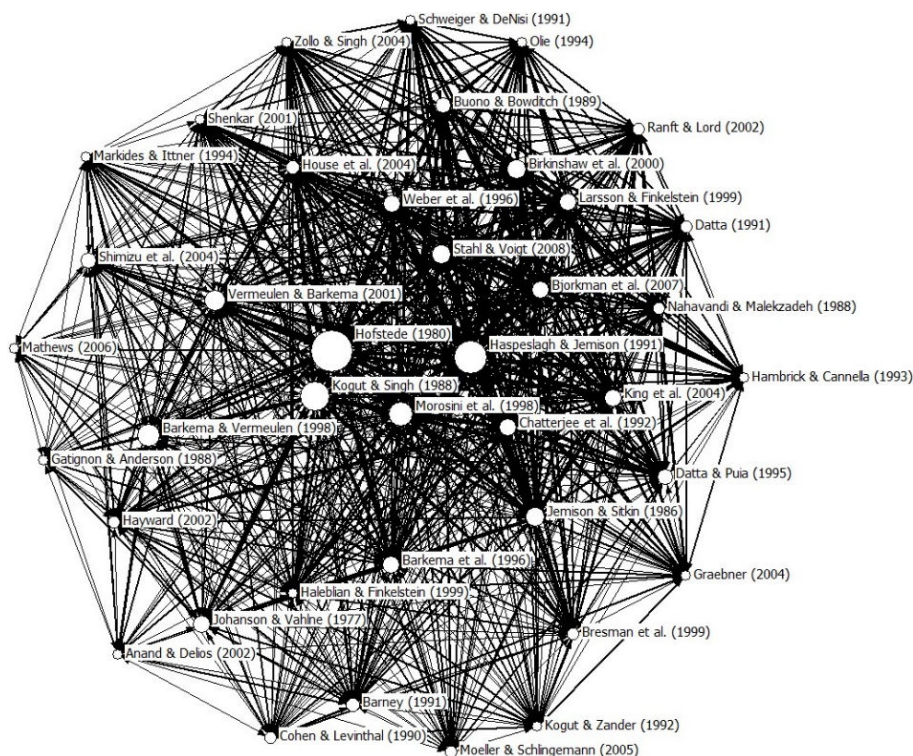 Schweiger & DeNisi (1991)
Zollo & Singh (2004)
Olie (1994)
Buono & Bowditch (1989)
Shenkar (2001)
Ranft & Lord (2002)
Markides & Ittner (1994)
House et al. (2004)
Birkinshaw et al. (2000)
Weber et al. (1996)
Larsson & Finkelstein (1999)
Datta (1991)
Stahl & Voigt (2008)
Shimizu et al. (2004)
Bjorkman et al. (2007)
Vermeulen & Barkema (2001)
Nahavandi & Malekzadeh (1988)
Hofstede (1980)
Haspeslagh & Jemison (1991)
Mathews (2006)
Hambrick & Cannella (1993)
Kogut & Singh (1988)
King et al. (2004)
Morosini et al. (1998)
Chatterjee et al. (1992)
Barkema & Vermeulen (1998)
Gatignon & Anderson (1988)
Datta & Puia (1995)
Jemison & Sitkin (1986)
Hayward (2002)
Barkema et al. (1996)
Graebner (2004)
Haleblian & Finkelstein (1999)
Johanson & Vahlne (1977)
Bresman et al. (1999)
Anand & Delios (2002)
Barney (1991)
Kogut & Zander (1992)
Cohen & Levinthal (1990)
Moeller & Schlingemann (2005)